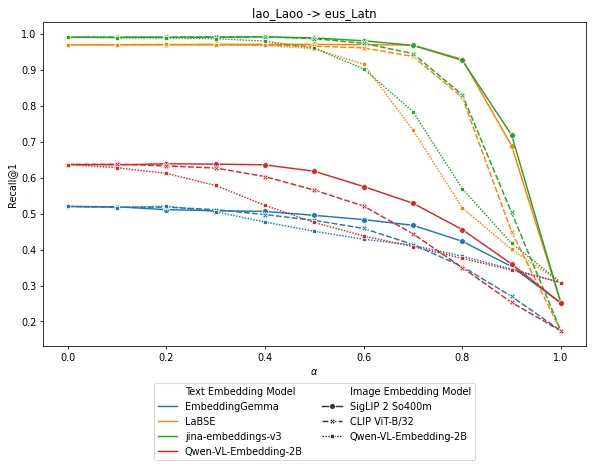 lao_Laoo -> eus_Latn
1.0
0.9
0.8
0.7
0.6
0.5
0.4
0.3
0.2
Recall@1
0.0 0.2 0.4 0.6 0.8 1.0
α
Text Embedding Model Image Embedding Model
EmbeddingGemma SigLIP 2 So400m
LaBSE CLIP ViT-B/32
jina-embeddings-v3 Qwen-VL-Embedding-2B
Qwen-VL-Embedding-2B